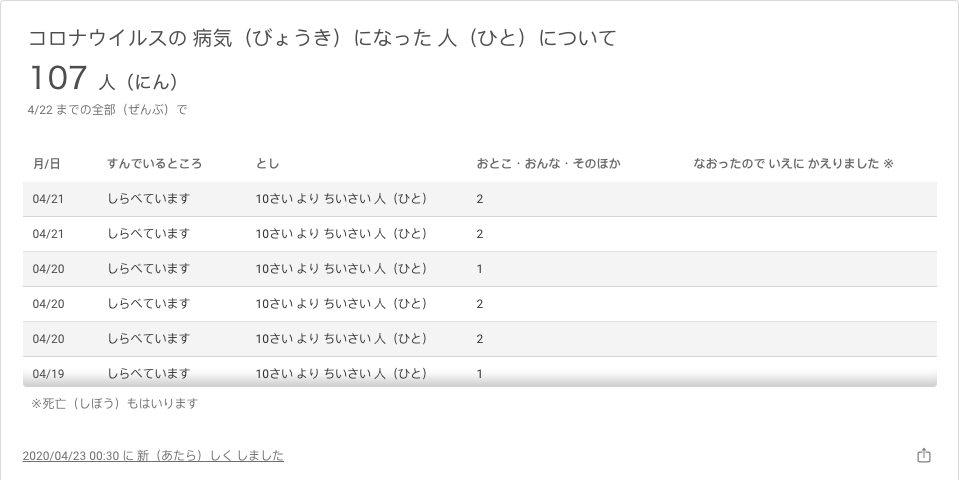 コロナウイルスの 病気（びょうき）になった 人（ひと）について
107 人（にん）
4/22 までの全部（ぜんぶ）で
月/日 すんでいるところ とし おとこ・おんな・そのほか なおったので いえに かえりました ※
04/21 しらべています 10さい より ちいさい 人（ひと） 2
04/21 しらべています 10さい より ちいさい 人（ひと） 2
04/20 しらべています 10さい より ちいさい 人（ひと） 1
04/20 しらべています 10さい より ちいさい 人（ひと） 2
04/20 しらべています 10さい より ちいさい 人（ひと） 2
04/19 しらべています 10さい より ちいさい 人（ひと） 1
※死亡（しぼう）もはいります
2020/04/23 00:30 に 新（あたら）しく しました